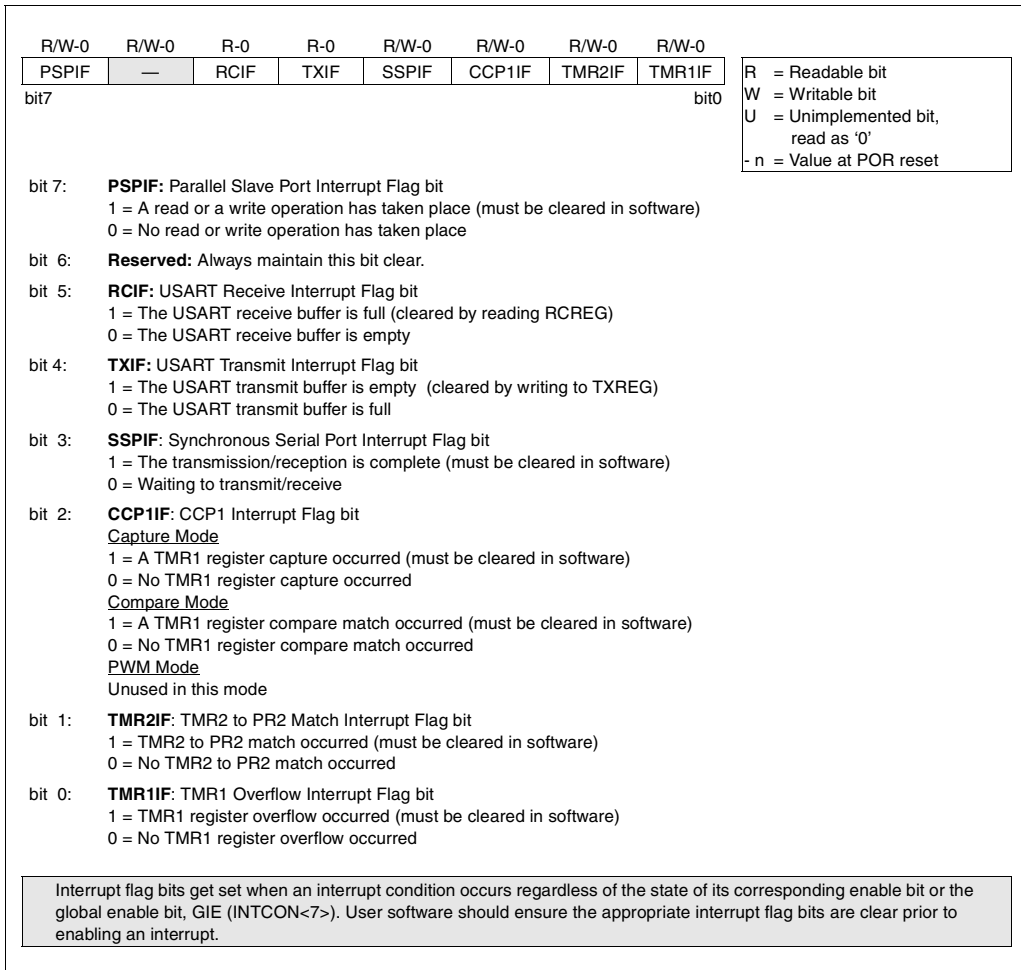 R/W-0 R/W-0 R-0 R-0 R/W-0 R/W-0 R/W-0 R/W-0
PSPIF — RCIF TXIF SSPIF CCP1IF TMR2IF TMR1IF
bit7 bit0
R = Readable bit
W = Writable bit
U = Unimplemented bit,
read as ‘0’
- n = Value at POR reset
bit 7: PSPIF: Parallel Slave Port Interrupt Flag bit
1 = A read or a write operation has taken place (must be cleared in software)
0 = No read or write operation has taken place
bit 6: Reserved: Always maintain this bit clear.
bit 5: RCIF: USART Receive Interrupt Flag bit
1 = The USART receive buffer is full (cleared by reading RCREG)
0 = The USART receive buffer is empty
bit 4: TXIF: USART Transmit Interrupt Flag bit
1 = The USART transmit buffer is empty (cleared by writing to TXREG)
0 = The USART transmit buffer is full
bit 3: SSPIF: Synchronous Serial Port Interrupt Flag bit
1 = The transmission/reception is complete (must be cleared in software)
0 = Waiting to transmit/receive
bit 2: CCP1IF: CCP1 Interrupt Flag bit
Capture Mode
1 = A TMR1 register capture occurred (must be cleared in software)
0 = No TMR1 register capture occurred
Compare Mode
1 = A TMR1 register compare match occurred (must be cleared in software)
0 = No TMR1 register compare match occurred
PWM Mode
Unused in this mode
bit 1: TMR2IF: TMR2 to PR2 Match Interrupt Flag bit
1 = TMR2 to PR2 match occurred (must be cleared in software)
0 = No TMR2 to PR2 match occurred
bit 0: TMR1IF: TMR1 Overflow Interrupt Flag bit
1 = TMR1 register overflow occurred (must be cleared in software)
0 = No TMR1 register overflow occurred
Interrupt flag bits get set when an interrupt condition occurs regardless of the state of its corresponding enable bit or the
global enable bit, GIE (INTCON<7>). User software should ensure the appropriate interrupt flag bits are clear prior to
enabling an interrupt.